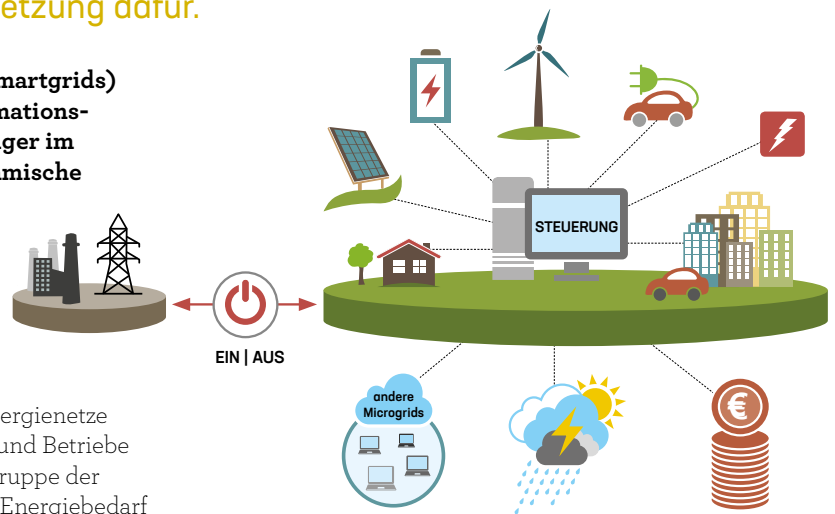 etzung dafür.
martgrids)
mations-
ger im
mische
STEUERUNG
EIN | AUS
andere
Microgrids
€
ergienetze
und Betriebe
ruppe der
Energiebedarf